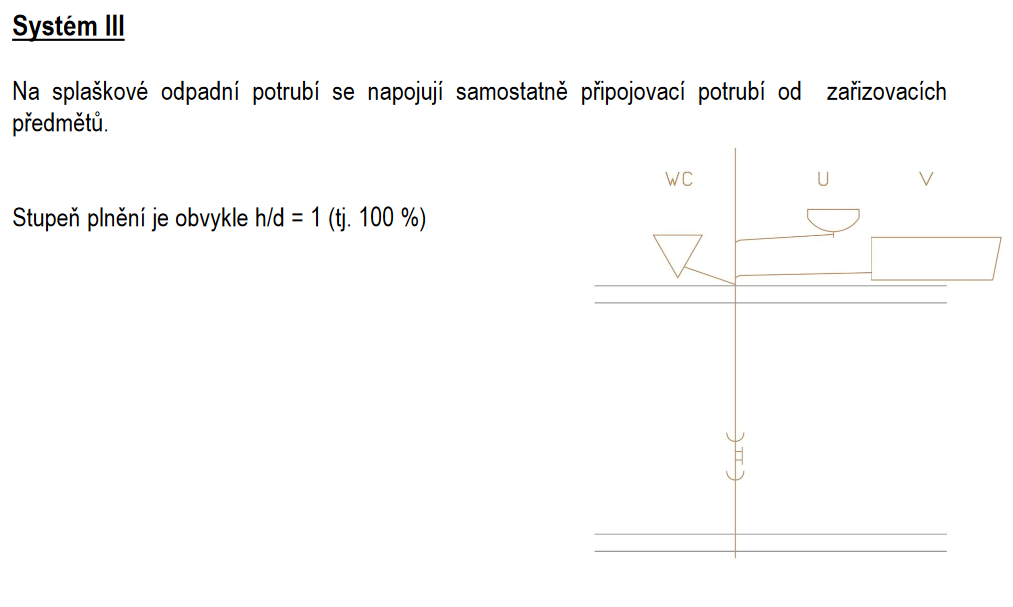 Systém III
Na splaškové odpadní potrubí se napojují samostatně připojovací potrubí od zařizovacích
předmětů.
WC U V
Stupeň plnění je obvykle h/d = 1 (tj. 100 %)